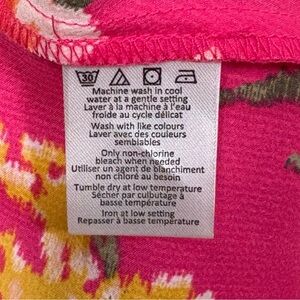 30
Machine wash in cool
water at a gentle setting
Laver à la machine à l'eau
froide au cycle délicat
Wash with like colours
Laver avec des couleurs
semblables
Only non-chlorine
bleach when needed
Utiliser un agent de blanchiment
non chloré au besoin
Tumble dry at low temperature
Sécher par culbutage à
basse température
Iron at low setting
Repasser à basse température